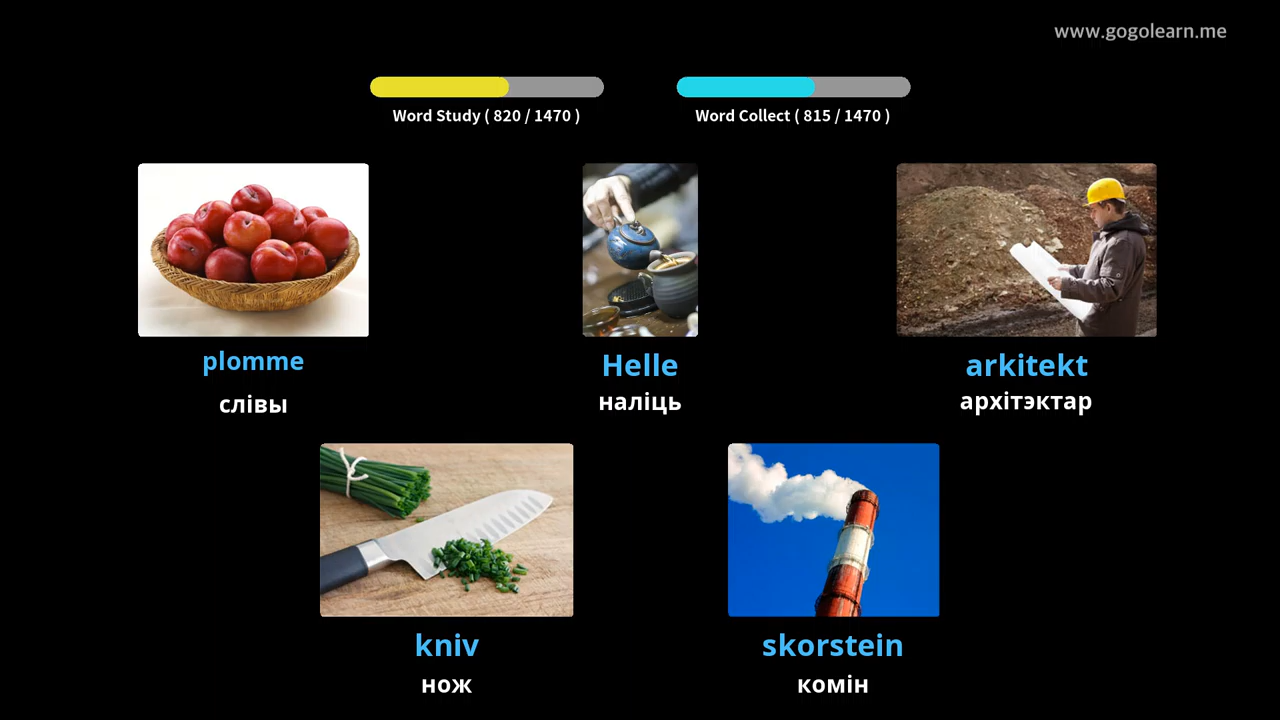 www.gogolearn.me
Word Study ( 820 / 1470 )
Word Collect ( 815 / 1470 )
plomme
слівы
Helle
наліць
arkitekt
архітэктар
kniv
нож
skorstein
комін